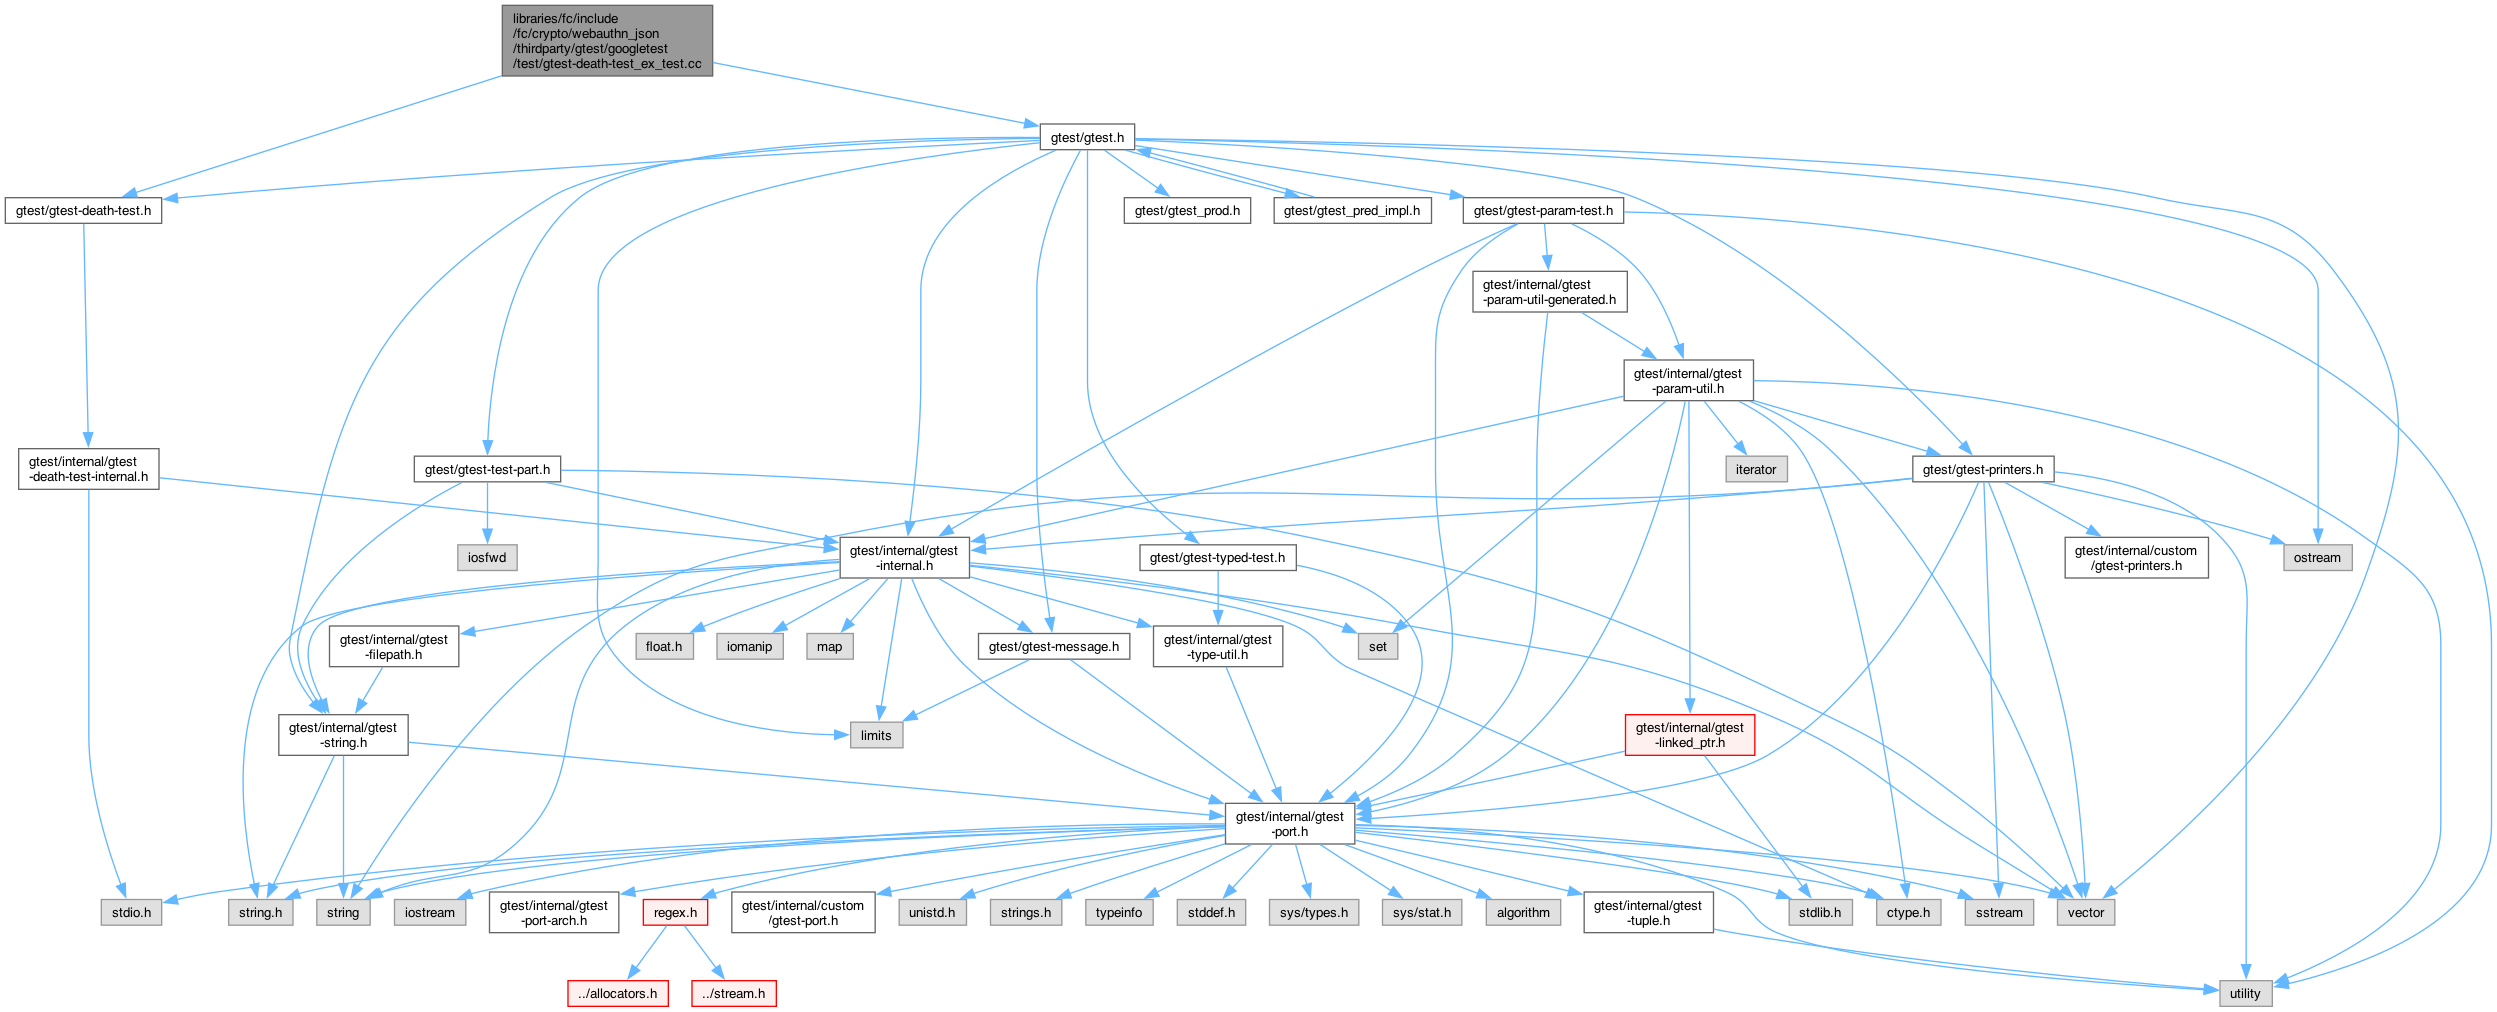 libraries/fc/include
/fc/crypto/webauthn_json
/thirdparty/gtest/googletest
/test/gtest-death-test_ex_test.cc
gtest/gtest.h
gtest/gtest-death-test.h
gtest/gtest_prod.h
gtest/gtest_pred_impl.h
gtest/gtest-param-test.h
gtest/internal/gtest
-param-util-generated.h
gtest/internal/gtest
-param-util.h
gtest/internal/gtest
-death-test-internal.h
gtest/gtest-test-part.h
iterator
gtest/gtest-printers.h
iosfwd
gtest/internal/gtest
-internal.h
gtest/gtest-typed-test.h
gtest/internal/custom
/gtest-printers.h
ostream
gtest/internal/gtest
-filepath.h
float.h
iomanip
map
gtest/gtest-message.h
gtest/internal/gtest
-type-util.h
set
gtest/internal/gtest
-string.h
limits
gtest/internal/gtest
-linked_ptr.h
gtest/internal/gtest
-port.h
stdio.h
string.h
string
iostream
gtest/internal/gtest
-port-arch.h
regex.h
gtest/internal/custom
/gtest-port.h
unistd.h
strings.h
typeinfo
stddef.h
sys/types.h
sys/stat.h
algorithm
gtest/internal/gtest
-tuple.h
stdlib.h
ctype.h
sstream
vector
../allocators.h
../stream.h
utility